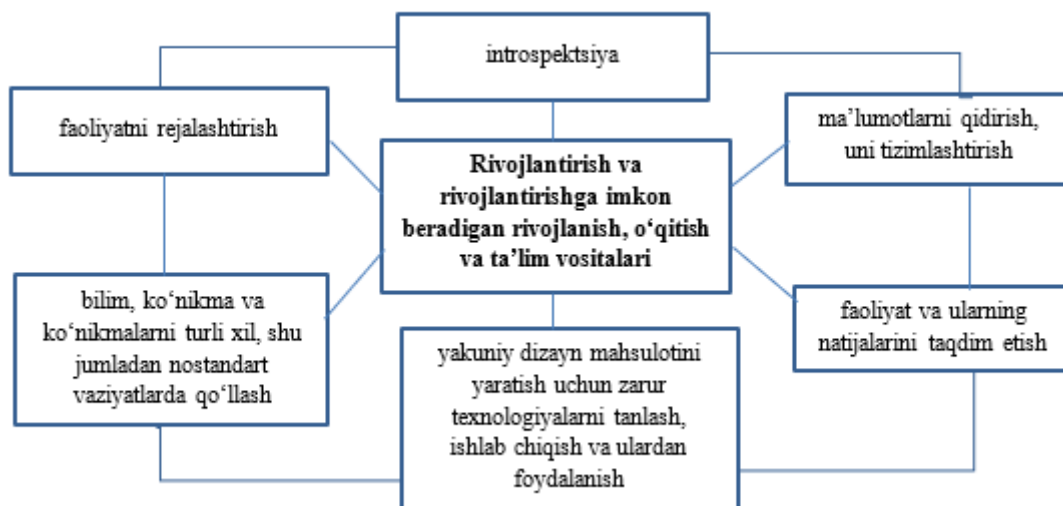 introspektsiya
faoliyatni rejalashtirish
ma’lumotlarni qidirish,
uni tizimlashtirish
Rivojlantirish va
rivojlantirishga imkon
beradigan rivojlanish, o‘qitish
va ta’lim vositalari
bilim, ko‘nikma va
ko‘nikmalarni turli xil, shu
jumladan nostandart
vaziyatlarda qo‘llash
faoliyat va ularning
natijalarini taqdim etish
yakuniy dizayn mahsulotini
yaratish uchun zarur
texnologiyalarni tanlash,
ishlab chiqish va ulardan
foydalanish